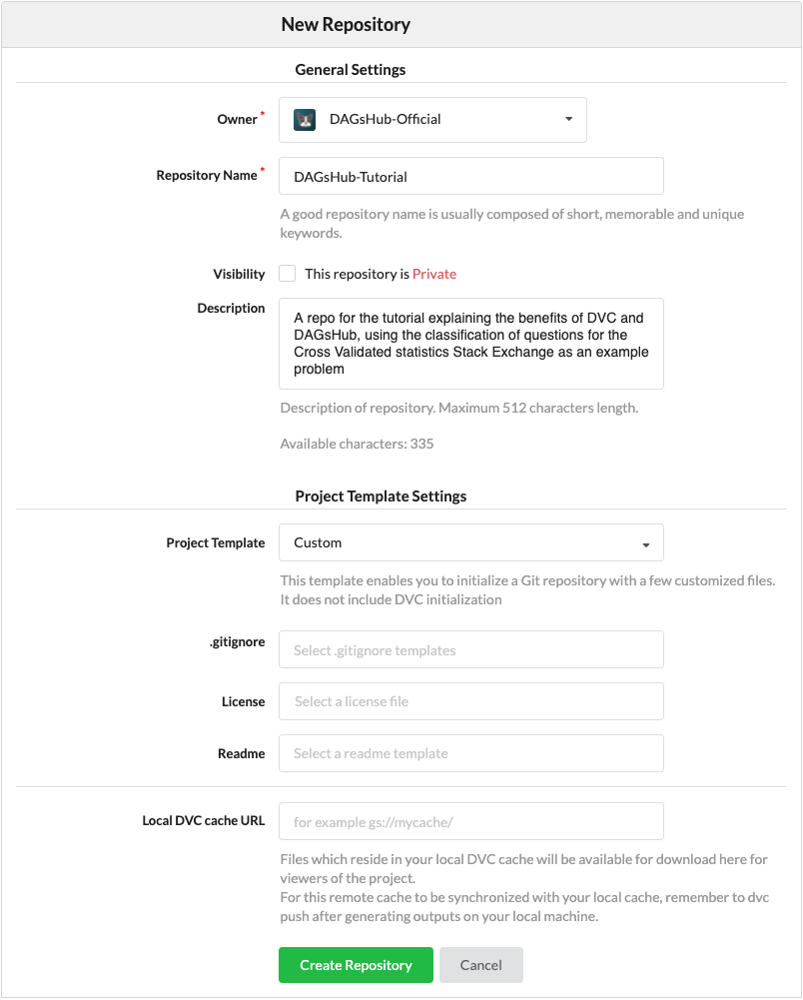 New Repository
General Settings
Owner*
DAGsHub-Official
Repository Name*
DAGsHub-Tutorial
A good repository name is usually composed of short, memorable and unique
keywords.
Visibility
This repository is Private
Description
A repo for the tutorial explaining the benefits of DVC and
DAGsHub, using the classification of questions for the
Cross Validated statistics Stack Exchange as an example
problem
Description of repository. Maximum 512 characters length.
Available characters: 335
Project Template Settings
Project Template
Custom
This template enables you to initialize a Git repository with a few customized files.
It does not include DVC initialization
.gitignore
Select .gitignore templates
License
Select a license file
Readme
Select a readme template
Local DVC cache URL
for example gs://mycache/
Files which reside in your local DVC cache will be available for download here for
viewers of the project.
For this remote cache to be synchronized with your local cache, remember to dvc
push after generating outputs on your local machine.
Create Repository
Cancel